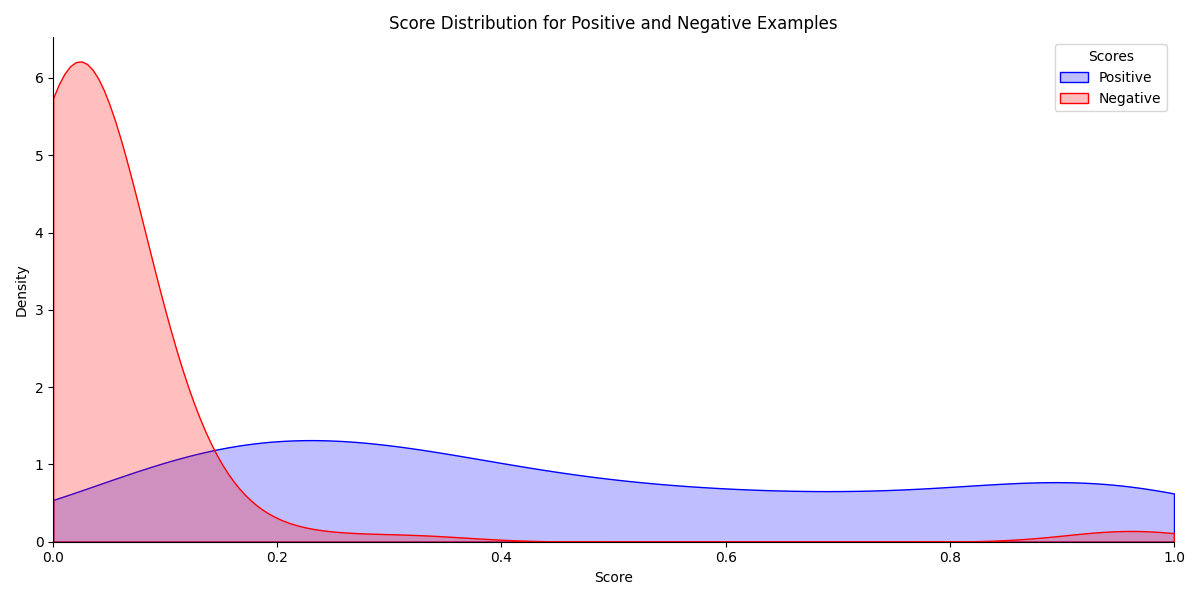 Score Distribution for Positive and Negative Examples
Scores
Positive
Negative
Density
6
5
4
3
2
1
0
0.0 0.2 0.4 0.6 0.8 1.0
Score